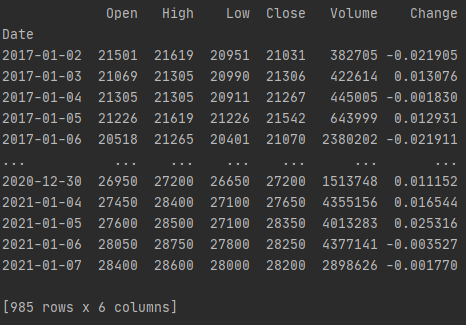 Open   High    Low  Close   Volume    Change
Date
2017-01-02  21501  21619  20951  21031   382705 -0.021905
2017-01-03  21069  21305  20990  21306   422614  0.013076
2017-01-04  21305  21305  20911  21267   445005 -0.001830
2017-01-05  21226  21619  21226  21542   643999  0.012931
2017-01-06  20518  21265  20401  21070  2380202 -0.021911
...           ...    ...    ...    ...      ...       ...
2020-12-30  26950  27200  26650  27200  1513748  0.011152
2021-01-04  27450  28400  27100  27650  4355156  0.016544
2021-01-05  27600  28500  27100  28350  4013283  0.025316
2021-01-06  28050  28750  27800  28250  4377141 -0.003527
2021-01-07  28400  28600  28000  28200  2898626 -0.001770
[985 rows x 6 columns]